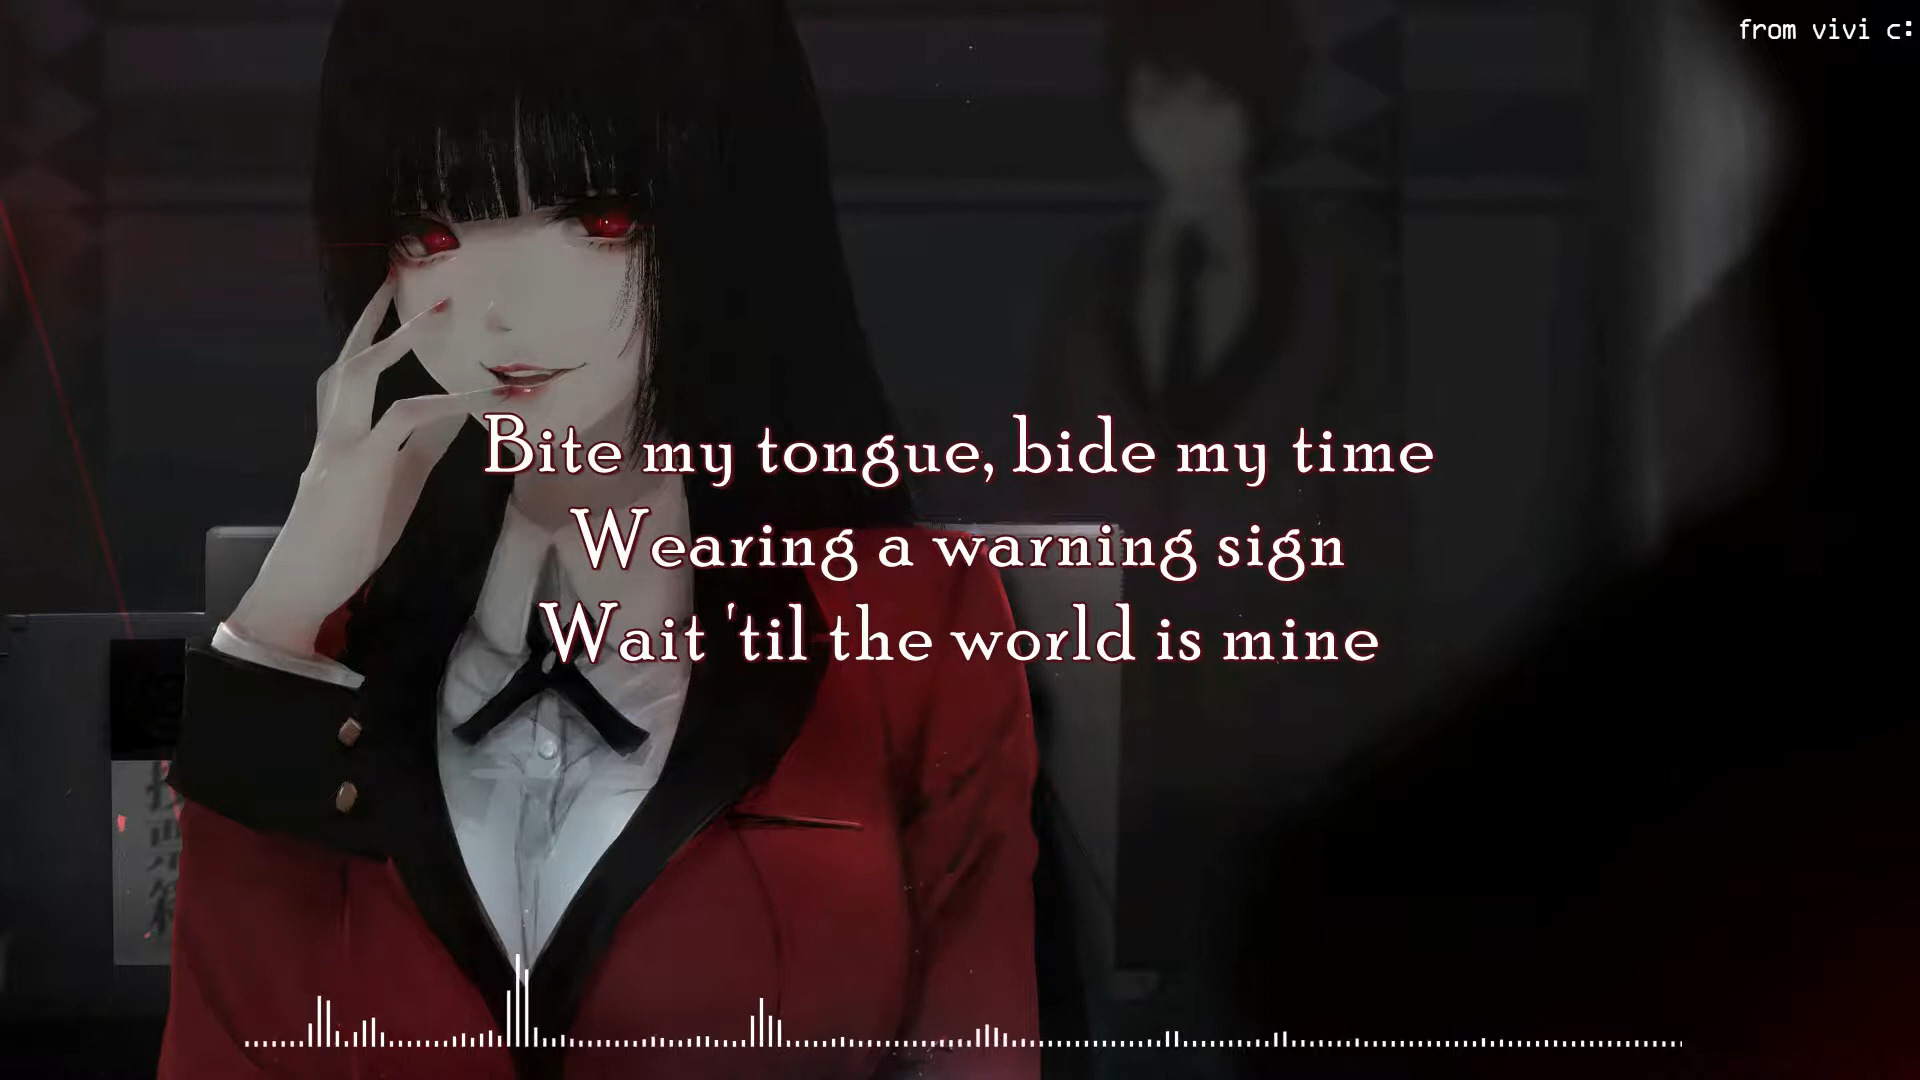 from vivi c:
Bite my tongue, bide my time
Wearing a warning sign
Wait 'til the world is mine